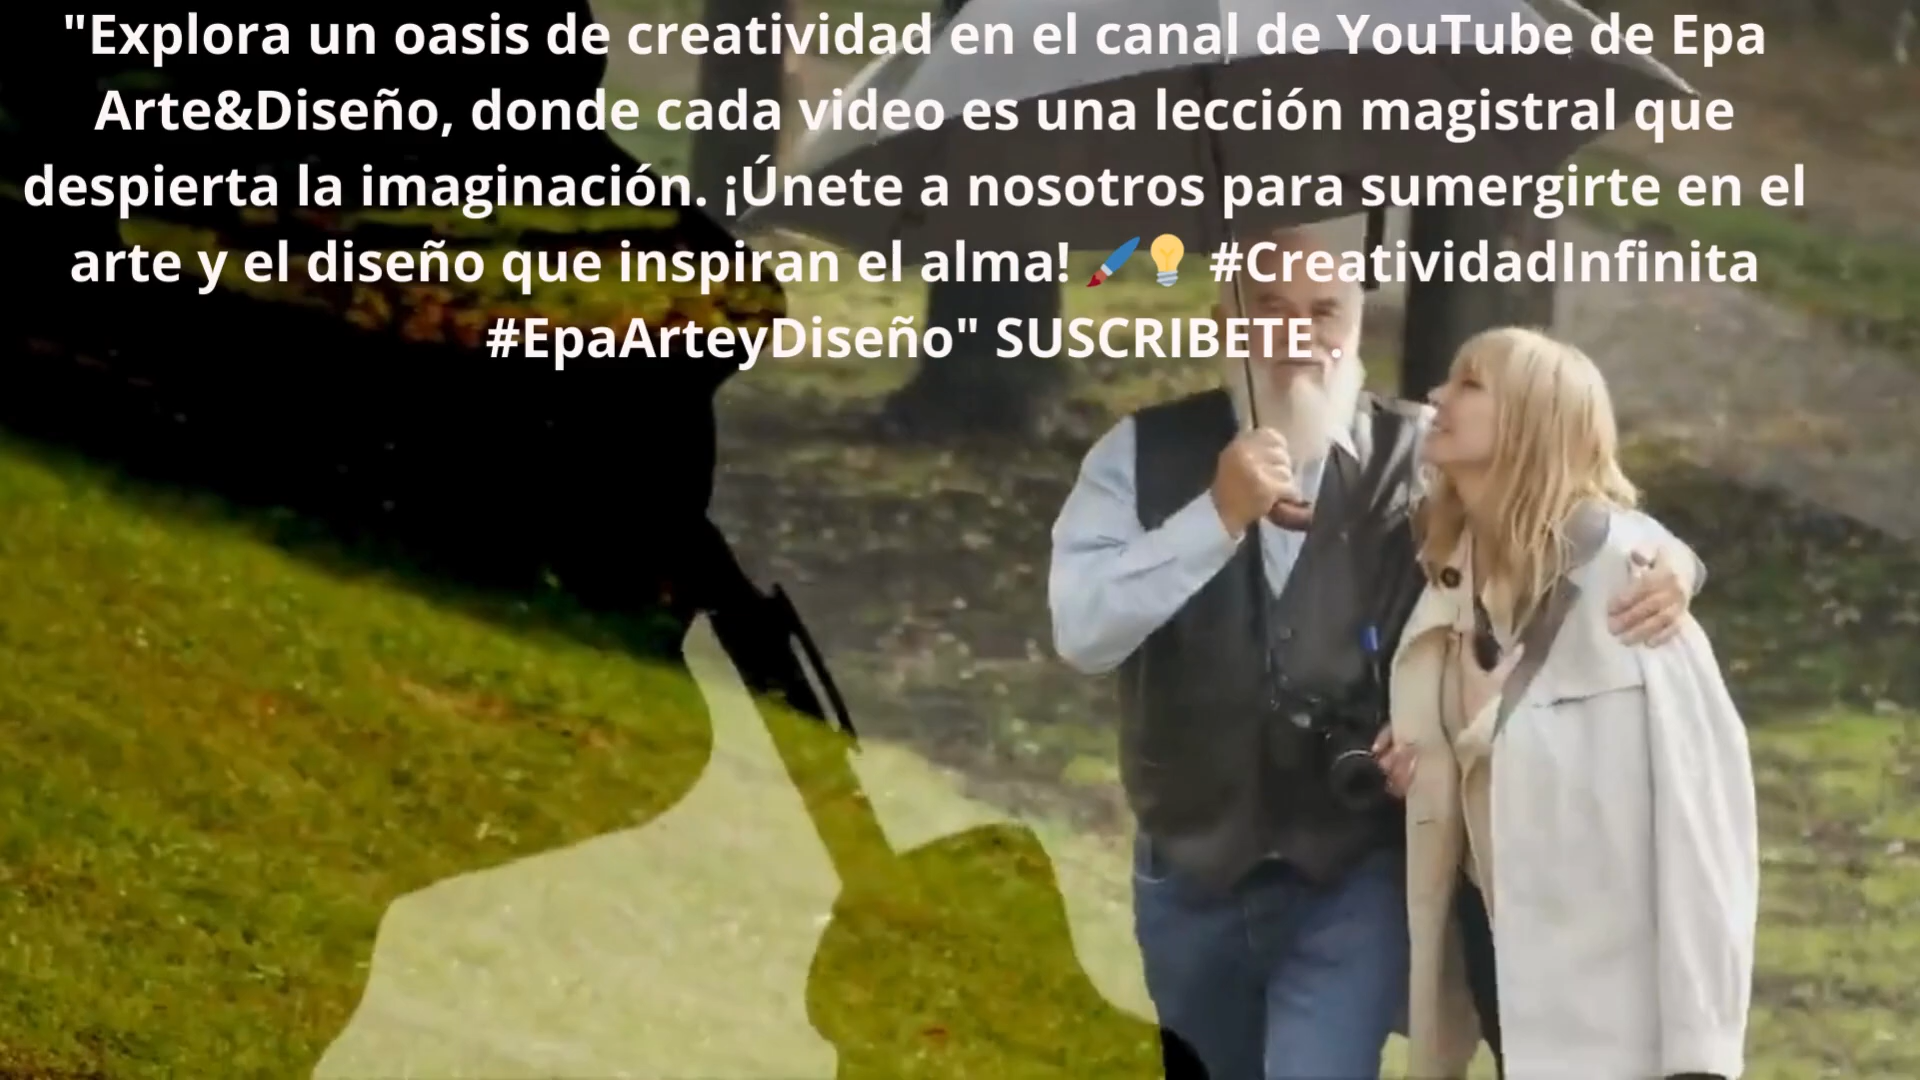 "Explora un oasis de creatividad en el canal de YouTube de Epa
Arte&Diseño, donde cada video es una lección magistral que
despierta la imaginación. ¡Únete a nosotros para sumergirte en el
arte y el diseño que inspiran el alma! 🖌️💡 #CreatividadInfinita
#EpaArteyDiseño" SUSCRIBETE .